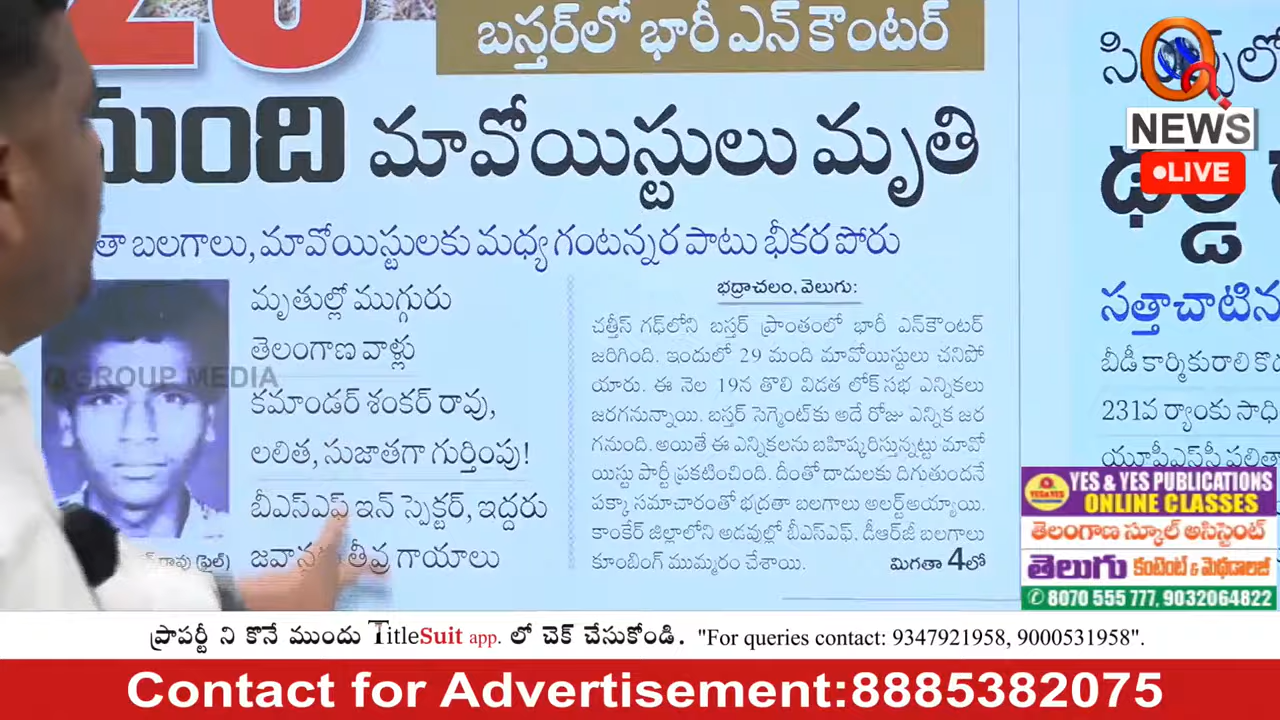 బస్తర్‌లో భారీ ఎన్ కౌంటర్
మంది మావోయిస్టులు మృతి
బలగాలు, మావోయిస్టులకు మధ్య గంటన్నర పాటు భీకర పోరు
మృతుల్లో ముగ్గురు
తెలంగాణ వాళ్లు
కమాండర్ శంకర్ రావు,
లలిత, సుజాతగా గుర్తింపు!
బీఎస్ఎఫ్ ఇన్ స్పెక్టర్, ఇద్దరు
తీవ్ర గాయాలు
భద్రాచలం, వెలుగు:
చత్తీస్ గఢ్‌లోని బస్తర్ ప్రాంతంలో భారీ ఎన్‌కౌంటర్
జరిగింది. ఇందులో 29 మంది మావోయిస్టులు చనిపో
యారు. ఈ నెల 19న తొలి విడత లోక్ సభ ఎన్నికలు
జరగనున్నాయి. బస్తర్ సెగ్మెంట్‌కు అదే రోజు ఎన్నిక జర
గనుంది. అయితే ఈ ఎన్నికలను బహిష్కరిస్తున్నట్టు మావో
యిస్టు పార్టీ ప్రకటించింది. దీంతో దాడులకు దిగుతుందనే
పక్కా సమాచారంతో భద్రతా బలగాలు అలర్ట్‌అయ్యాయి.
కాంకేర్ జిల్లాలోని అడవుల్లో బీఎస్ఎఫ్, డీఆర్‌జీ బలగాలు
కూంబింగ్ ముమ్మరం చేశాయి. మిగతా 4లో
GROUP MEDIA
సత్తాచాటిన
బీడీ కార్మికురాలి
231వ ర్యాంకు
NEWS
LIVE
YES & YES PUBLICATIONS
ONLINE CLASSES
తెలంగాణ స్కూల్ అసిస్టెంట్
తెలుగు కంటెంట్ & మెథడాలజీ
8070 555 777, 9032064822
ప్రాపర్టీ ని కొనే ముందు TitleSuit app. లో చెక్ చేసుకోండి. "For queries contact: 9347921958, 9000531958".
Contact for Advertisement:8885382075